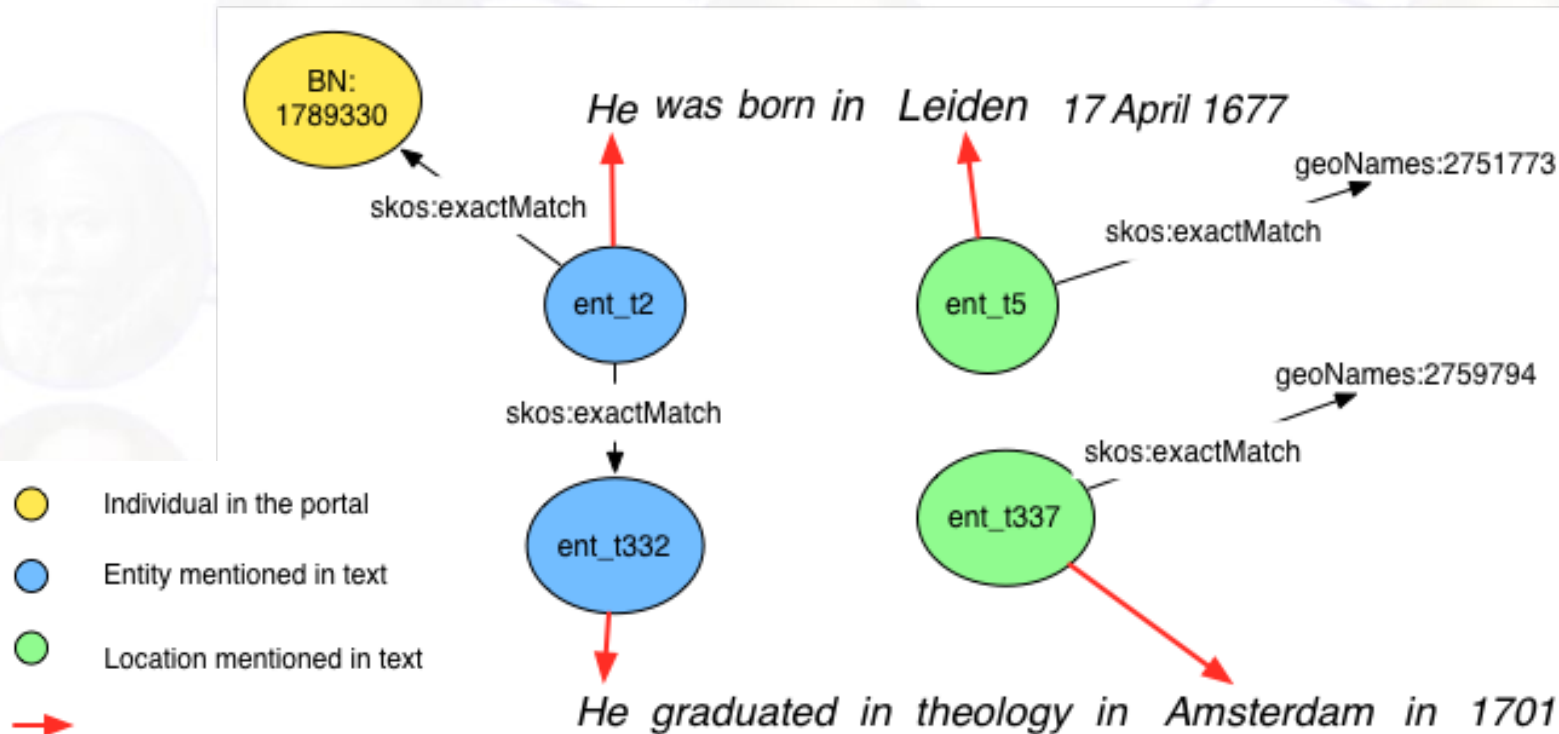 BN:
1789330
He was born in Leiden 17 April 1677
geoNames:2751773
skos:exactMatch
skos:exactMatch
ent_t2
ent_t5
geoNames:2759794
skos:exactMatch
skos:exactMatch
Individual in the portal
ent_t337
ent_t332
Entity mentioned in text
Location mentioned in text
He graduated in theology in Amsterdam in 1701